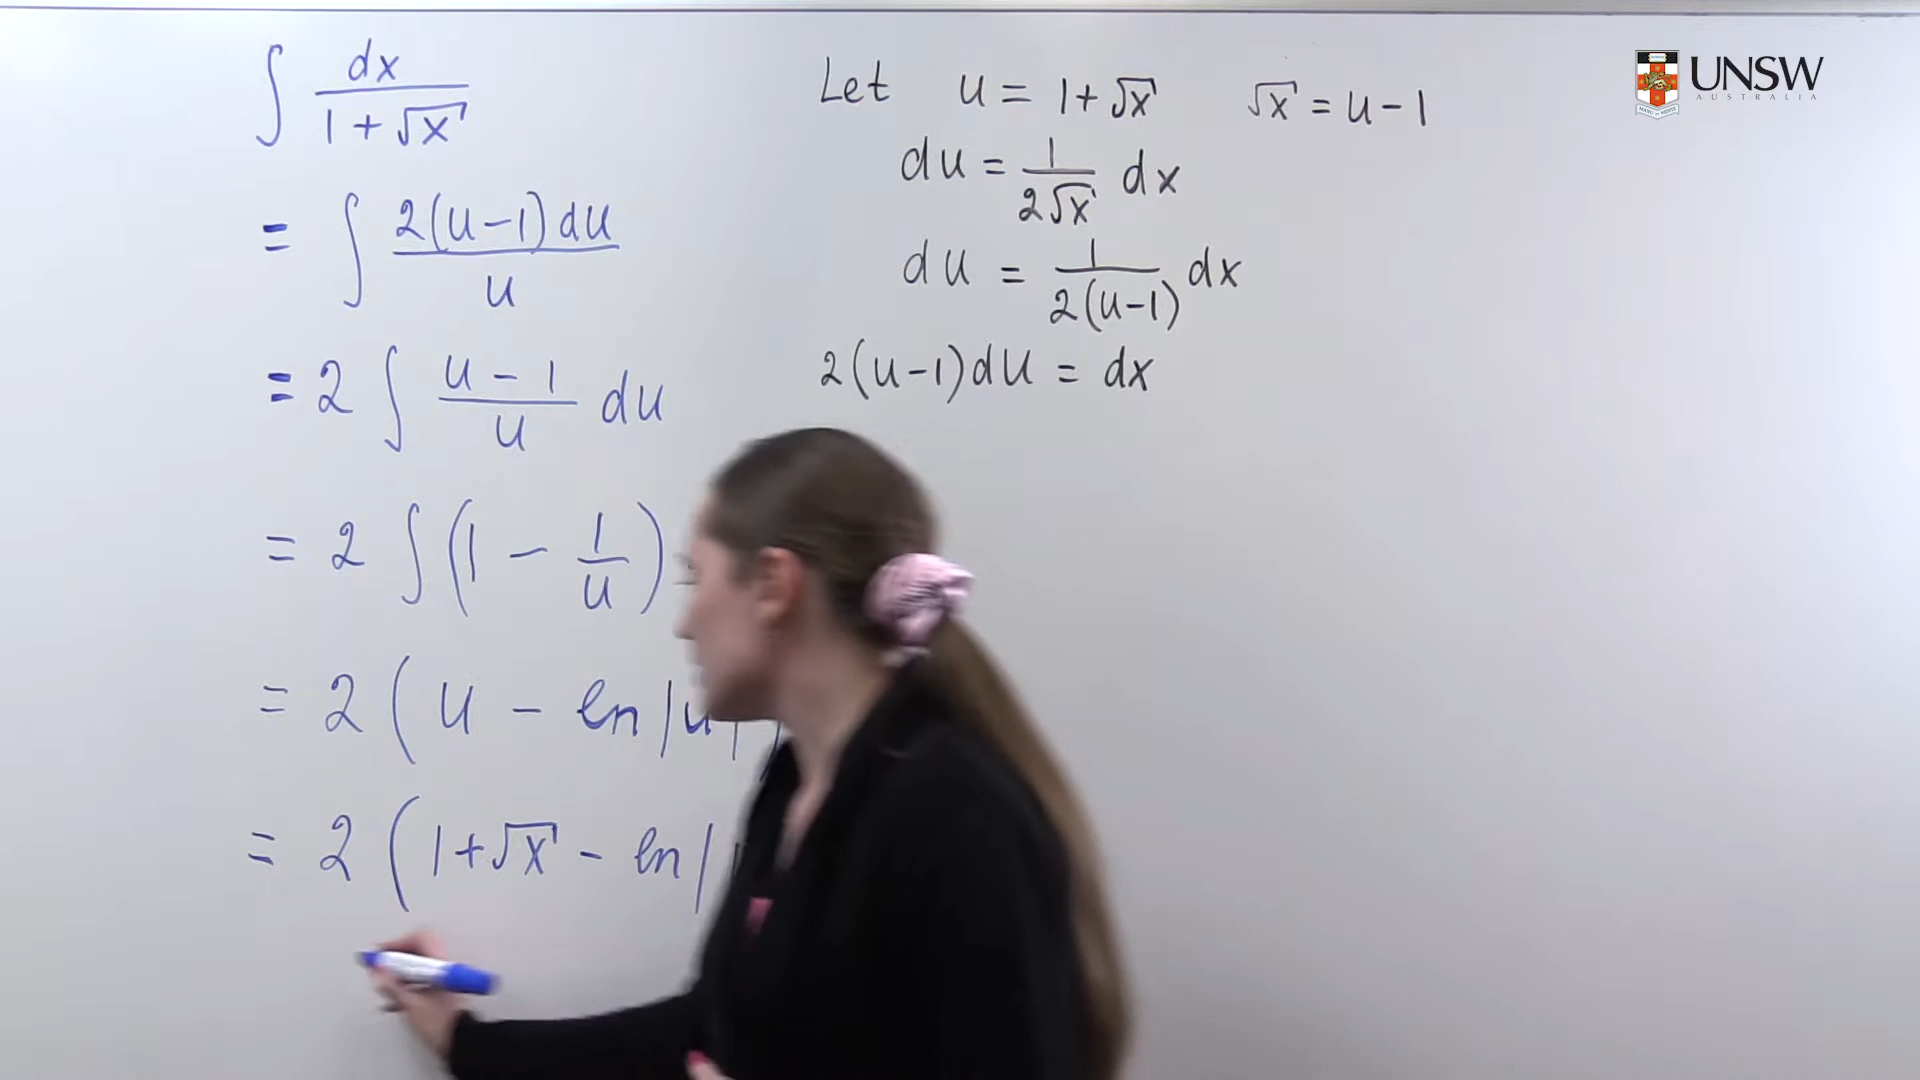 ∫ dx / (1 + √x)
= ∫ 2(u-1) du / u
= 2 ∫ (u - 1) / u du
= 2 ∫ (1 - 1/u)
= 2 ( u - ln |u|
= 2 ( 1+√x - ln |
Let u = 1+√x √x = u-1
du = 1/(2√x) dx
du = 1/(2(u-1)) dx
2(u-1)du = dx
UNSW
AUSTRALIA